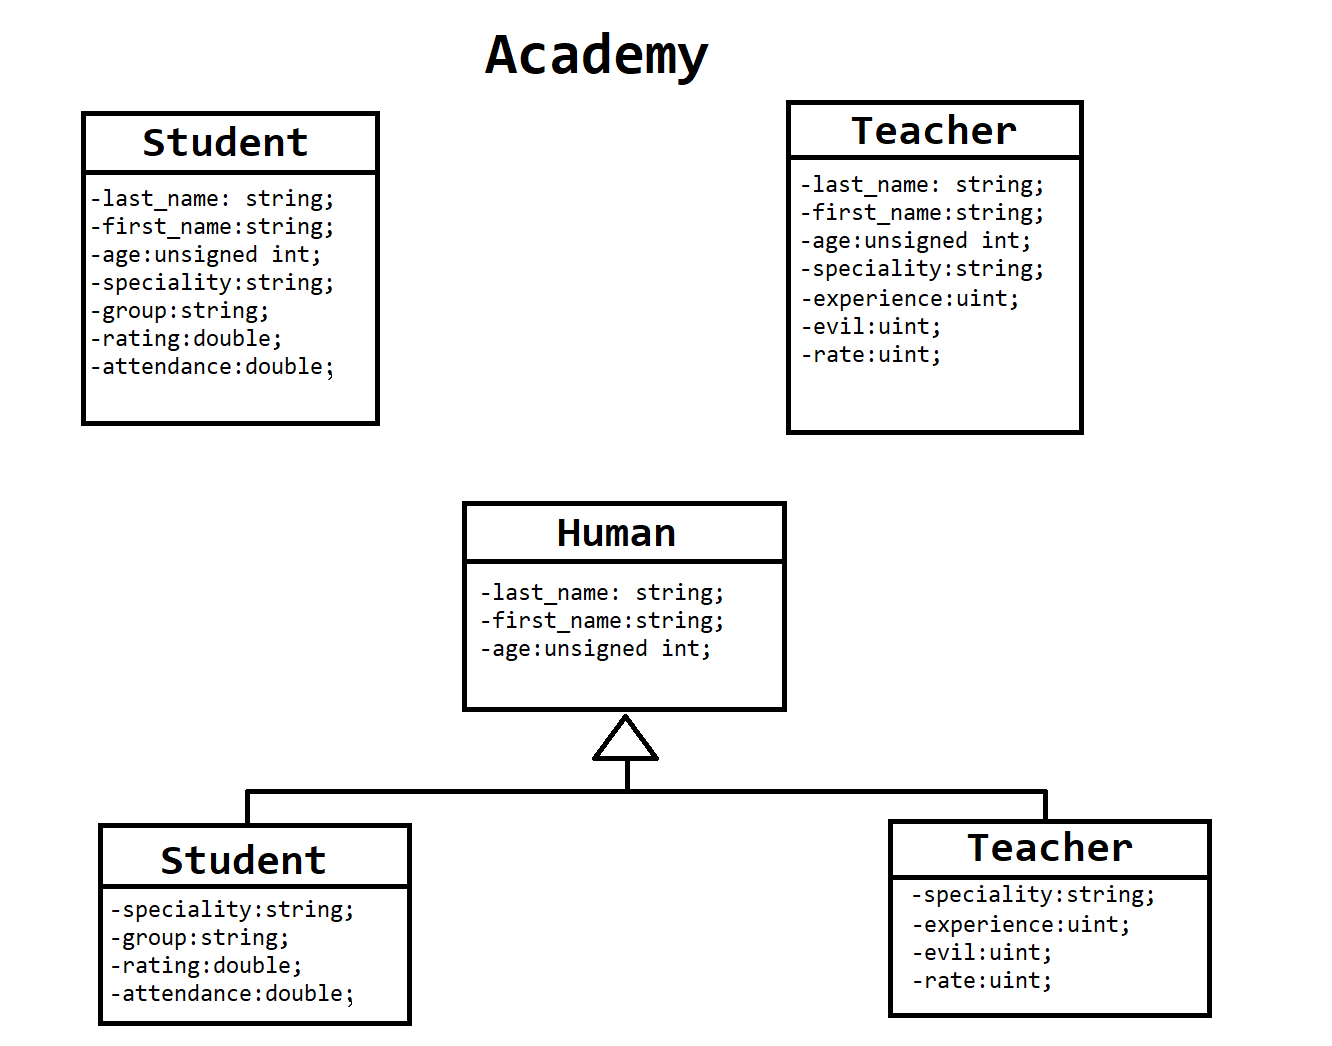 Academy
Student
-last_name: string;
-first_name:string;
-age:unsigned int;
-speciality:string;
-group:string;
-rating:double;
-attendance:double;
Teacher
-last_name: string;
-first_name:string;
-age:unsigned int;
-speciality:string;
-experience:uint;
-evil:uint;
-rate:uint;
Human
-last_name: string;
-first_name:string;
-age:unsigned int;
Student
-speciality:string;
-group:string;
-rating:double;
-attendance:double;
Teacher
-speciality:string;
-experience:uint;
-evil:uint;
-rate:uint;